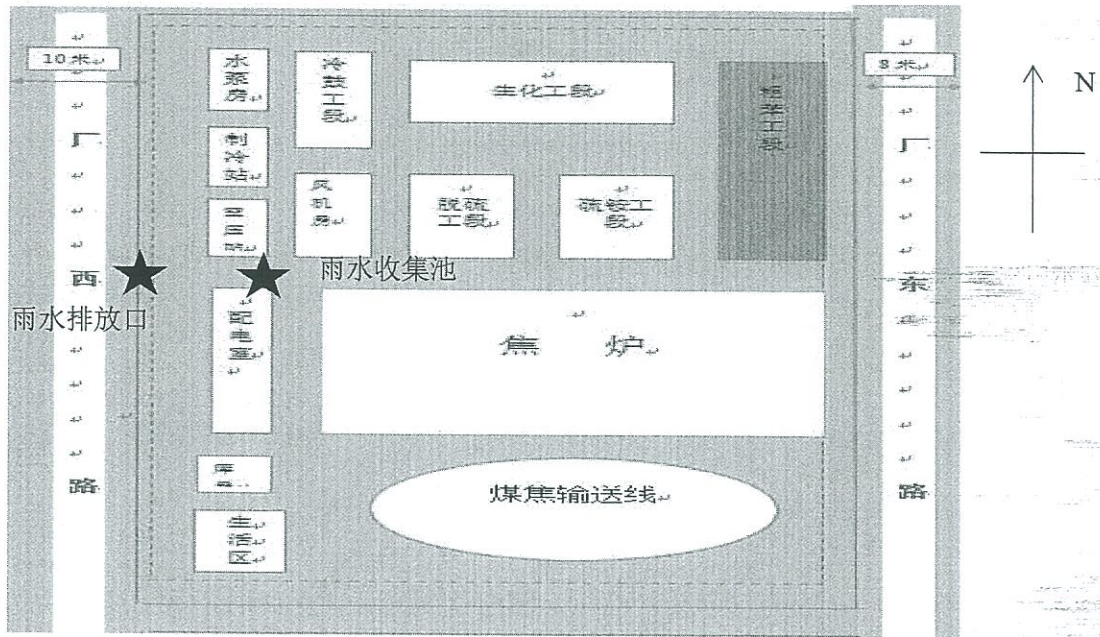 10 米
8 米
N
厂
西
路
厂
东
路
水
泵
房
冷
鼓
工
段
生化工段
粗
苯
工
段
制
冷
站
风
机
房
脱硫
工段
硫铵工
段
雨水收集池
雨水排放口
配
电
室
焦 炉
煤焦输送线
生
活
区